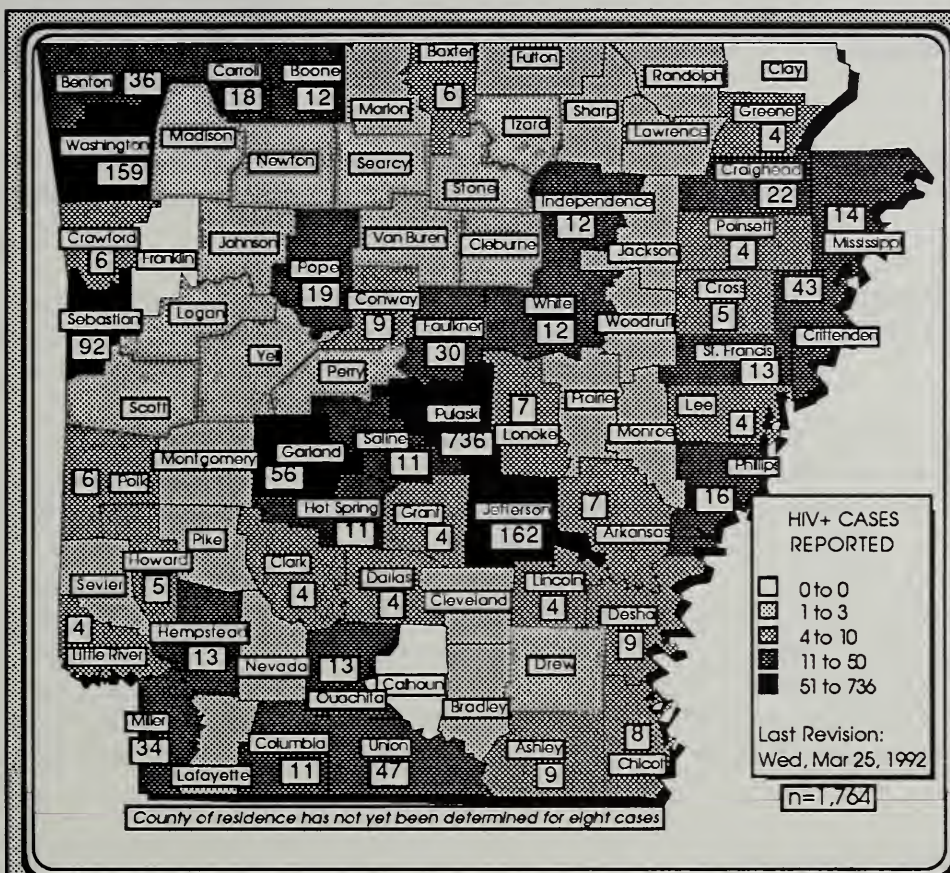 Benton 36
Carroll 18
Boone 12
Marion
Baxter 6
Fulton
Sharp
Randolph
Clay
Izard
Lawrence
Greene 4
Washington 159
Madison
Newton
Searcy
Stone
Independence 12
Craighead 22
Mississippi 14
Crawford 6
Franklin
Johnson
Pope 19
Van Buren
Cleburne
Jackson
Poinsett 4
Sebastian 92
Logan
Conway 9
Faulkner 30
White 12
Woodruff
Cross 5
Crittenden 43
St. Francis 13
Scott
Yell
Perry
Pulaski 736
Lonoke 7
Prairie
Monroe
Lee 4
Phillips 16
Polk 6
Montgomery
Garland 56
Saline 11
Hot Spring 11
Grant 4
Jefferson 162
Arkansas 7
Sevier
Howard 5
Pike
Clark 4
Dallas 4
Cleveland
Lincoln 4
Desha 9
Little River 4
Hempstead 13
Nevada
Ouachita 13
Calhoun
Bradley
Drew
Miller 34
Lafayette
Columbia 11
Union 47
Ashley 9
Chicot 8
HIV+ CASES
REPORTED
0 to 0
1 to 3
4 to 10
11 to 50
51 to 736
Last Revision:
Wed, Mar 25, 1992
n=1,764
County of residence has not yet been determined for eight cases